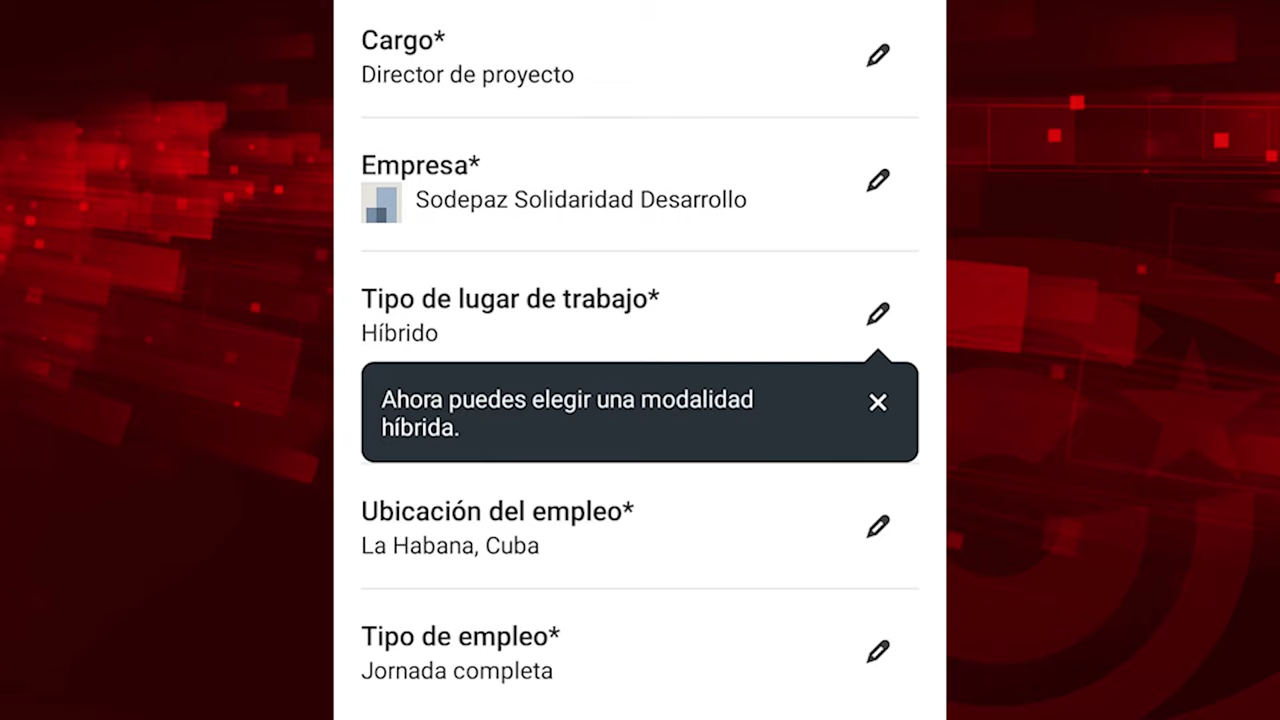 Cargo*
Director de proyecto
Empresa*
Sodepaz Solidaridad Desarrollo
Tipo de lugar de trabajo*
Híbrido
Ahora puedes elegir una modalidad
híbrida.
Ubicación del empleo*
La Habana, Cuba
Tipo de empleo*
Jornada completa